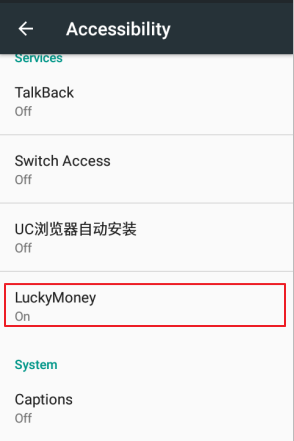 Accessibility
Services
TalkBack
Off
Switch Access
Off
UC浏览器自动安装
Off
LuckyMoney
On
System
Captions
Off